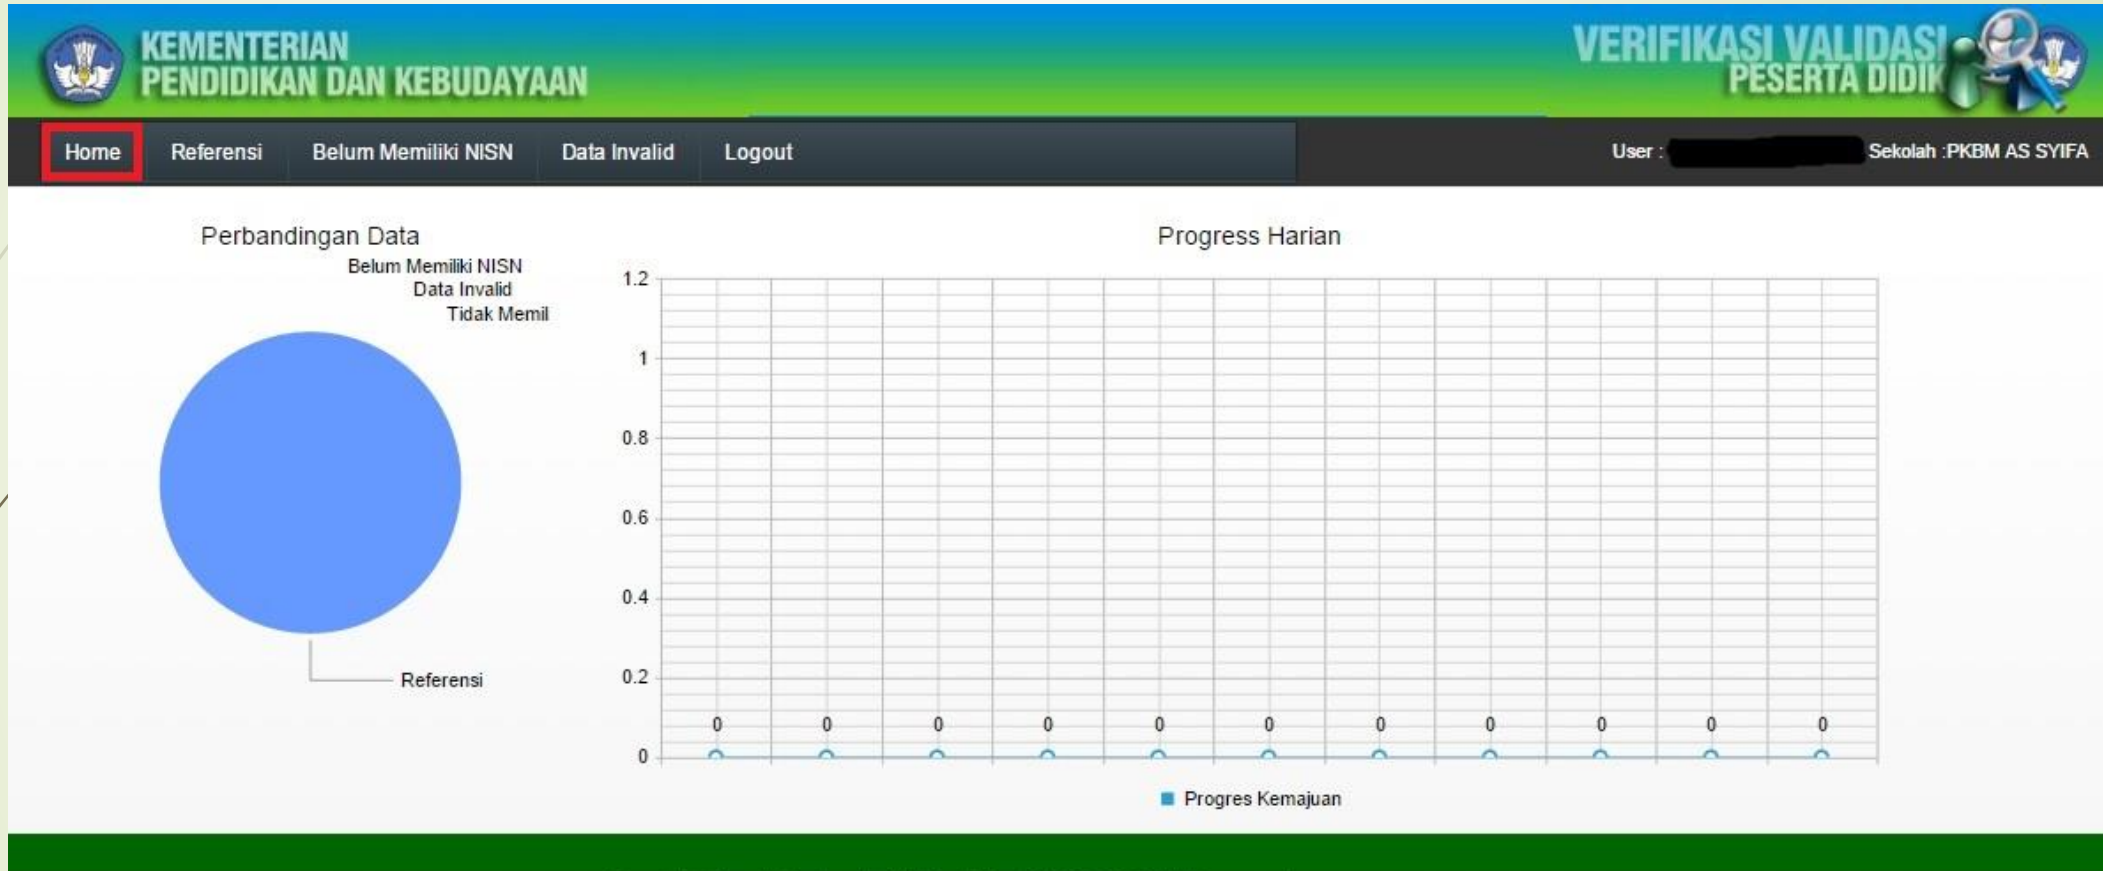 KEMENTERIAN
PENDIDIKAN DAN KEBUDAYAAN
VERIFIKASI VALIDASI
PESERTA DIDIK
Home Referensi Belum Memiliki NISN Data Invalid Logout User : Sekolah :PKBM AS SYIFA
Perbandingan Data
Belum Memiliki NISN
Data Invalid
Tidak Memil
Referensi
Progress Harian
1.2
1
0.8
0.6
0.4
0.2
0 0 0 0 0 0 0 0 0 0 0
0
Progres Kemajuan